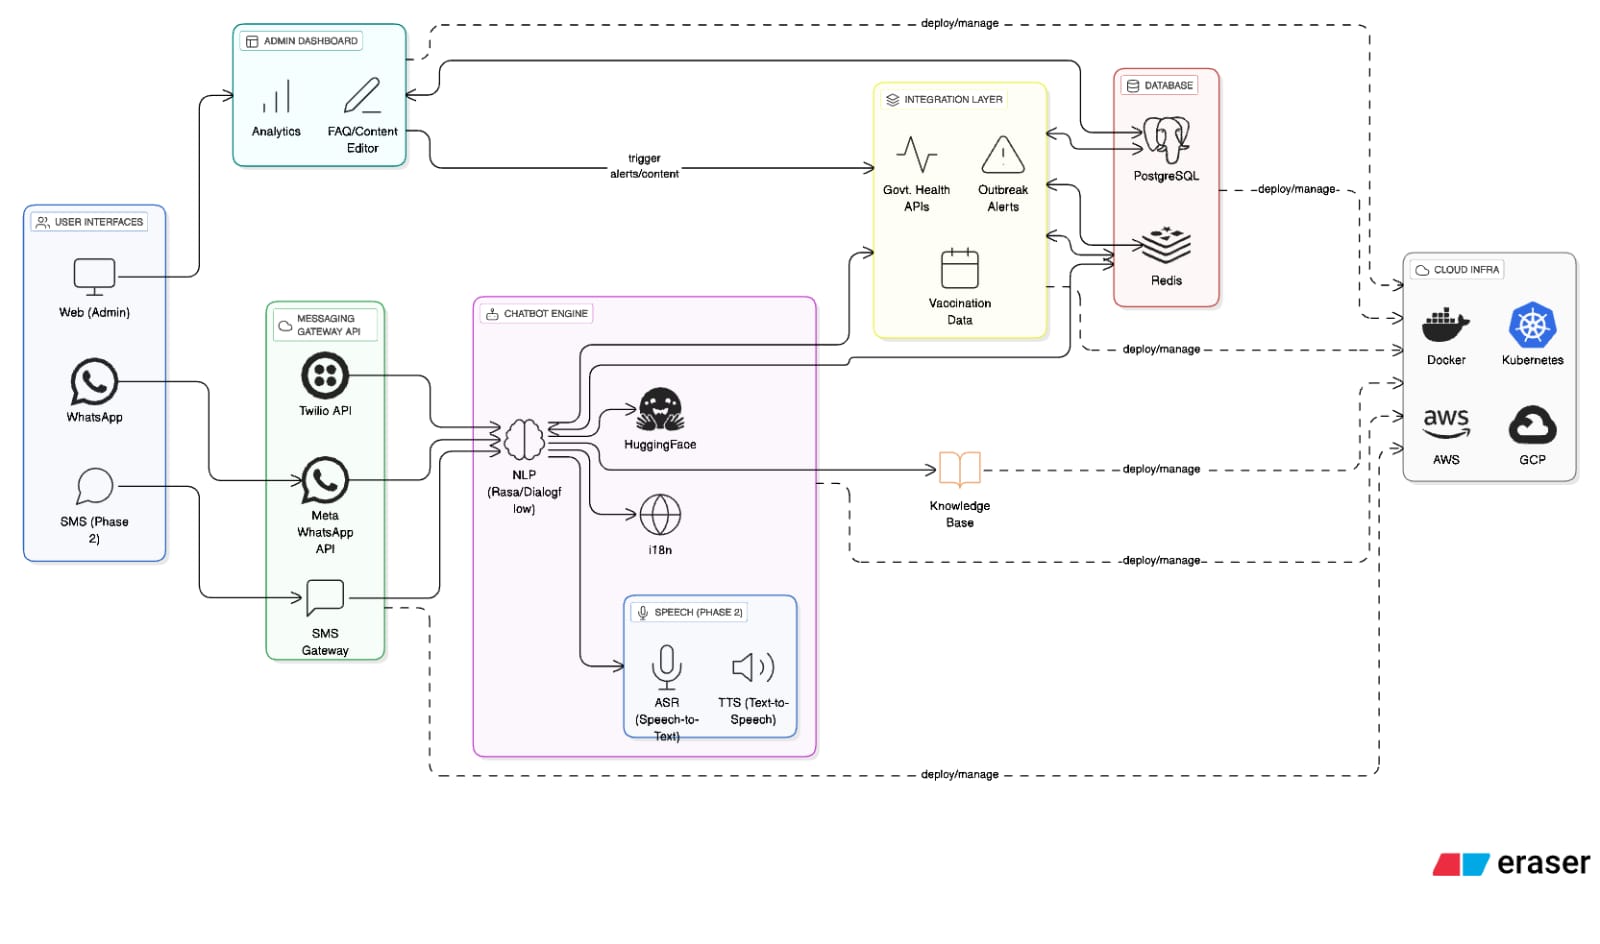 deploy/manage
ADMIN DASHBOARD
Analytics
FAQ/Content
Editor
trigger
alerts/content
INTEGRATION LAYER
Govt. Health
APIs
Outbreak
Alerts
Vaccination
Data
DATABASE
PostgreSQL
Redis
deploy/manage
USER INTERFACES
Web (Admin)
WhatsApp
SMS (Phase
2)
MESSAGING
GATEWAY API
Twilio API
Meta
WhatsApp
API
SMS
Gateway
CHATBOT ENGINE
NLP
(Rasa/Dialogf
low)
HuggingFace
i18n
SPEECH (PHASE 2)
ASR
(Speech-to-
Text)
TTS (Text-to-
Speech)
Knowledge
Base
deploy/manage
deploy/manage
deploy/manage
deploy/manage
CLOUD INFRA
Docker
Kubernetes
aws
AWS
GCP
eraser